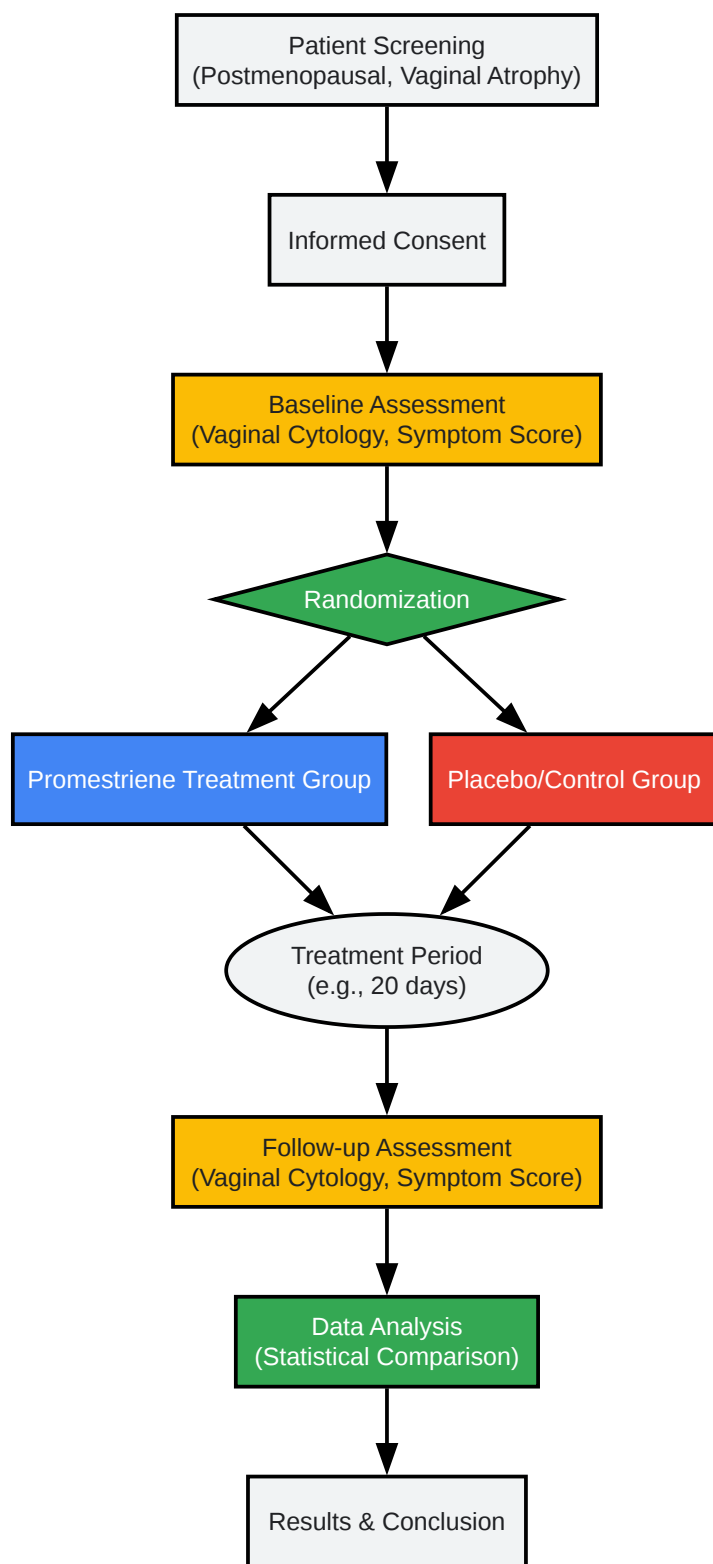 Patient Screening
(Postmenopausal, Vaginal Atrophy)
Informed Consent
Baseline Assessment
(Vaginal Cytology, Symptom Score)
Randomization
Promestriene Treatment Group
Placebo/Control Group
Treatment Period
(e.g., 20 days)
Follow-up Assessment
(Vaginal Cytology, Symptom Score)
Data Analysis
(Statistical Comparison)
Results & Conclusion